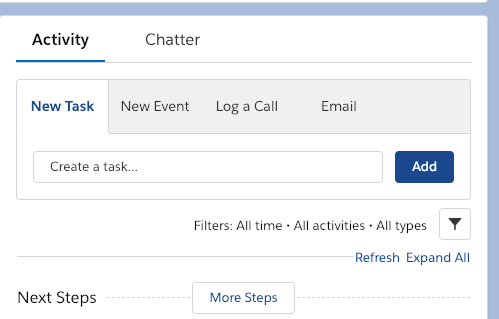 Activity Chatter
New Task New Event Log a Call Email
Create a task... Add
Filters: All time • All activities • All types
Refresh Expand All
Next Steps More Steps